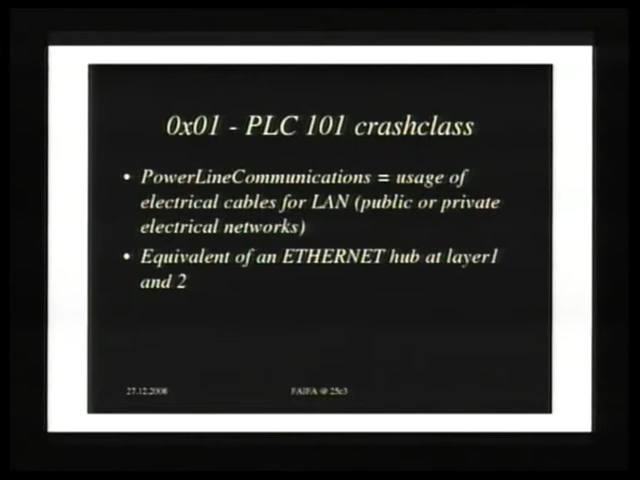 0x01 - PLC 101 crashclass
• PowerLineCommunications = usage of
electrical cables for LAN (public or private
electrical networks)
• Equivalent of an ETHERNET hub at layer1
and 2
27.12.2008
FAIFA @ 25c3